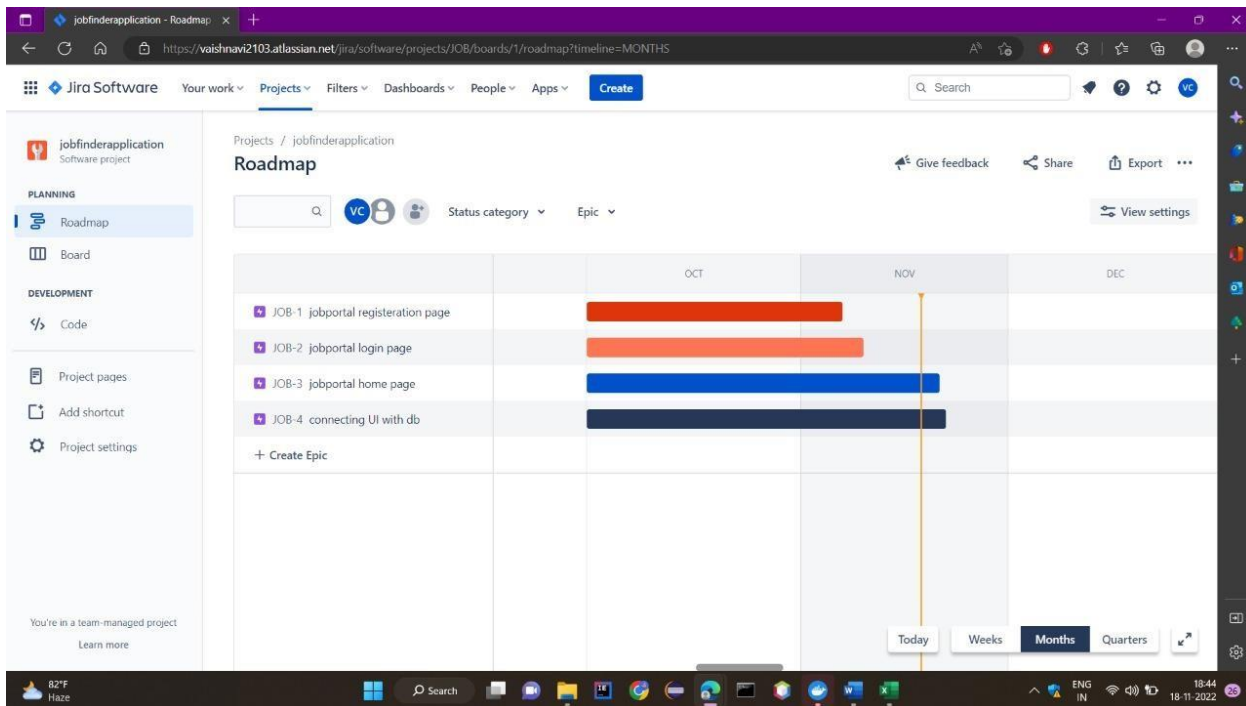 jobfinderapplication - Roadmap
https://vaishnavi2103.atlassian.net/jira/software/projects/JOB/boards/1/roadmap?timeline=MONTHS
Jira Software Your work Projects Filters Dashboards People Apps Create Search VC
jobfinderapplication
Software project
PLANNING
Roadmap
Board
DEVELOPMENT
Code
Project pages
Add shortcut
Project settings
You're in a team-managed project
Learn more
Projects / jobfinderapplication
Roadmap
Give feedback Share Export
VC Status category Epic View settings
OCT NOV DEC
JOB-1 jobportal registeration page
JOB-2 jobportal login page
JOB-3 jobportal home page
JOB-4 connecting UI with db
+ Create Epic
Today Weeks Months Quarters
82°F
Haze
Search
ENG
IN
18:44
18-11-2022
26